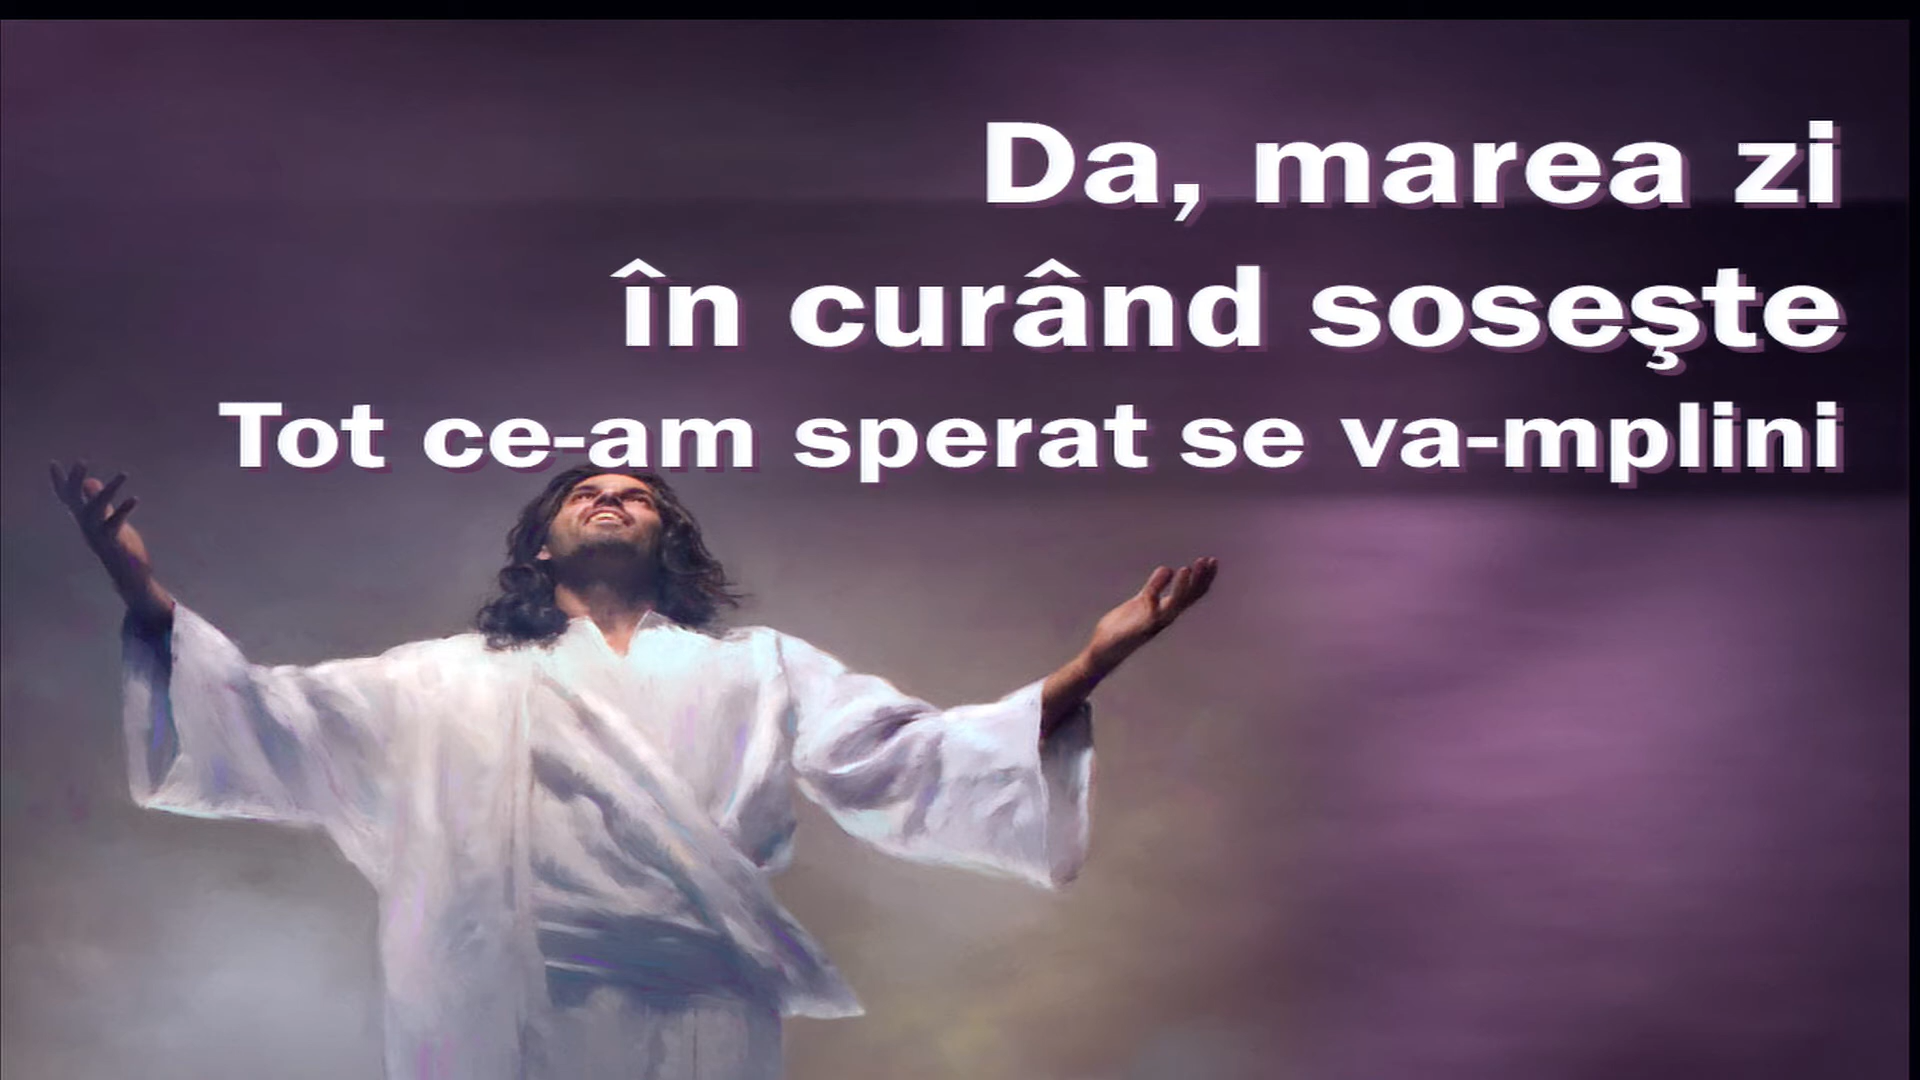 Da, marea zi
în curând soseşte
Tot ce-am sperat se va-mplini